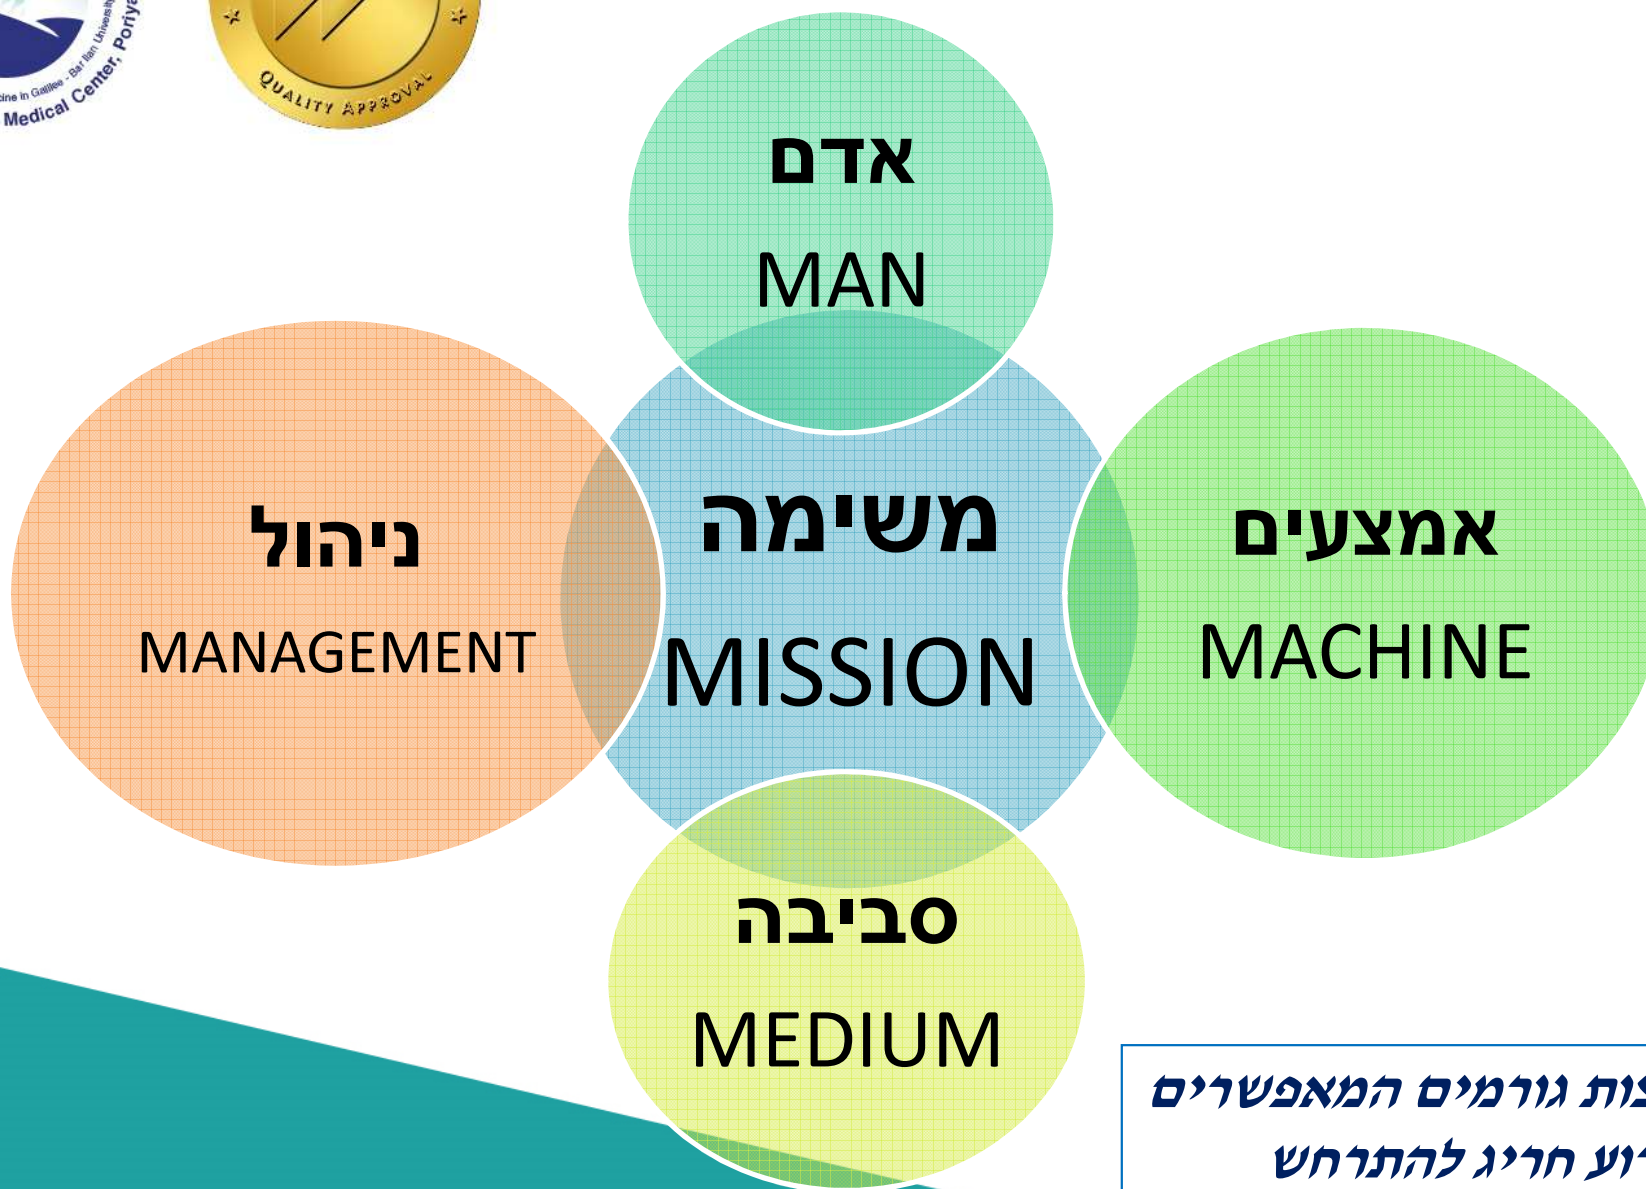 Medical Center, Poriya
QUALITY APPROVAL
אדם
MAN
ניהול
MANAGEMENT
משימה
MISSION
אמצעים
MACHINE
סביבה
MEDIUM
גורמים המאפשרים
חריג להתרחש